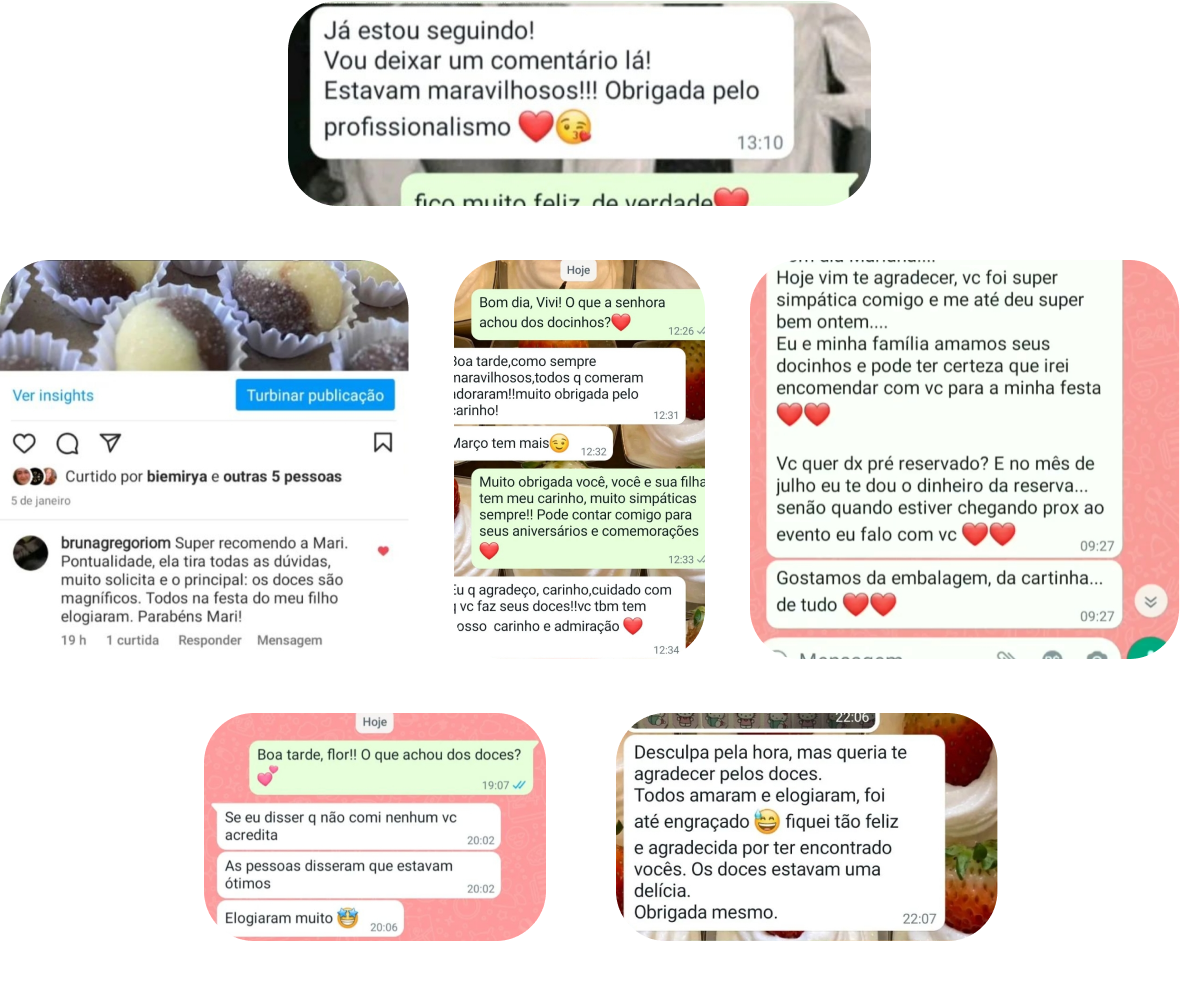 Já estou seguindo!
Vou deixar um comentário lá!
Estavam maravilhosos!!! Obrigada pelo
profissionalismo ❤️😘
13:10
fico muito feliz, de verdade❤️
Ver insights
Turbinar publicação
Curtido por biemirya e outras 5 pessoas
5 de janeiro
brunagregoriom Super recomendo a Mari.
Pontualidade, ela tira todas as dúvidas,
muito solicita e o principal: os doces são
magníficos. Todos na festa do meu filho
elogiaram. Parabéns Mari!
19 h 1 curtida Responder Mensagem
Hoje
Bom dia, Vivi! O que a senhora
achou dos docinhos?❤️
12:26
Boa tarde,como sempre
maravilhosos,todos q comeram
adoraram!!muito obrigada pelo
carinho!
12:31
Março tem mais😉
12:32
Muito obrigada você, você e sua filha
tem meu carinho, muito simpáticas
sempre!! Pode contar comigo para
seus aniversários e comemorações
❤️
12:33
Eu q agradeço, carinho,cuidado com
q vc faz seus doces!!vc tbm tem
osso carinho e admiração ❤️
12:34
Hoje vim te agradecer, vc foi super
simpática comigo e me até deu super
bem ontem....
Eu e minha família amamos seus
docinhos e pode ter certeza que irei
encomendar com vc para a minha festa
❤️❤️
Vc quer dx pré reservado? E no mês de
julho eu te dou o dinheiro da reserva...
senão quando estiver chegando prox ao
evento eu falo com vc ❤️❤️
09:27
Gostamos da embalagem, da cartinha...
de tudo ❤️❤️
09:27
Mensagem
Hoje
Boa tarde, flor!! O que achou dos doces?
💕
19:07
Se eu disser q não comi nenhum vc
acredita
20:02
As pessoas disseram que estavam
ótimos
20:02
Elogiaram muito 🤩
20:06
22:06
Desculpa pela hora, mas queria te
agradecer pelos doces.
Todos amaram e elogiaram, foi
até engraçado 😅 fiquei tão feliz
e agradecida por ter encontrado
vocês. Os doces estavam uma
delícia.
Obrigada mesmo.
22:07